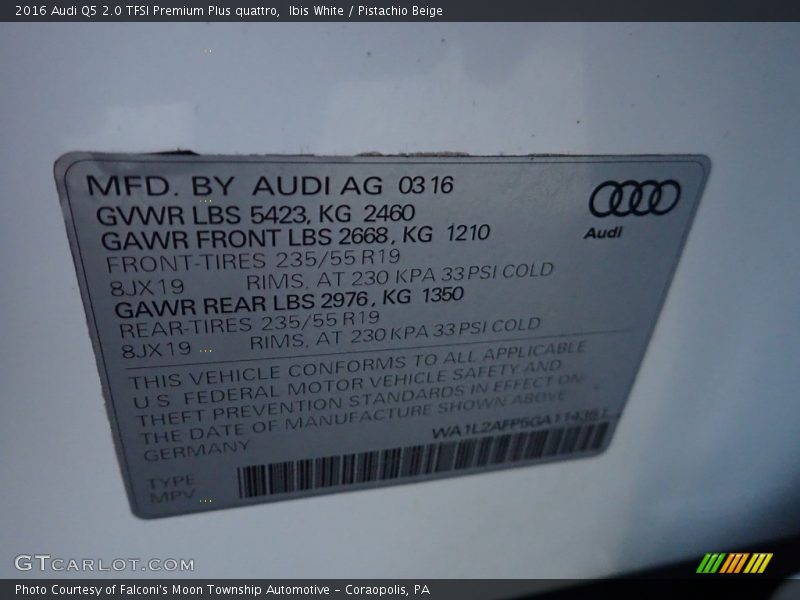 2016 Audi Q5 2.0 TFSI Premium Plus quattro, Ibis White / Pistachio Beige
MFD. BY AUDI AG 0316
GVWR LBS 5423, KG 2460
GAWR FRONT LBS 2668, KG 1210
FRONT-TIRES 235/55 R19
8JX19 RIMS, AT 230 KPA 33 PSI COLD
GAWR REAR LBS 2976, KG 1350
REAR-TIRES 235/55 R19
8JX19 RIMS, AT 230 KPA 33 PSI COLD
Audi
THIS VEHICLE CONFORMS TO ALL APPLICABLE
U S FEDERAL MOTOR VEHICLE SAFETY AND
THEFT PREVENTION STANDARDS IN EFFECT ON
THE DATE OF MANUFACTURE SHOWN ABOVE
GERMANY
TYPE
MPV
GTCARLOT.COM
Photo Courtesy of Falconi's Moon Township Automotive - Coraopolis, PA